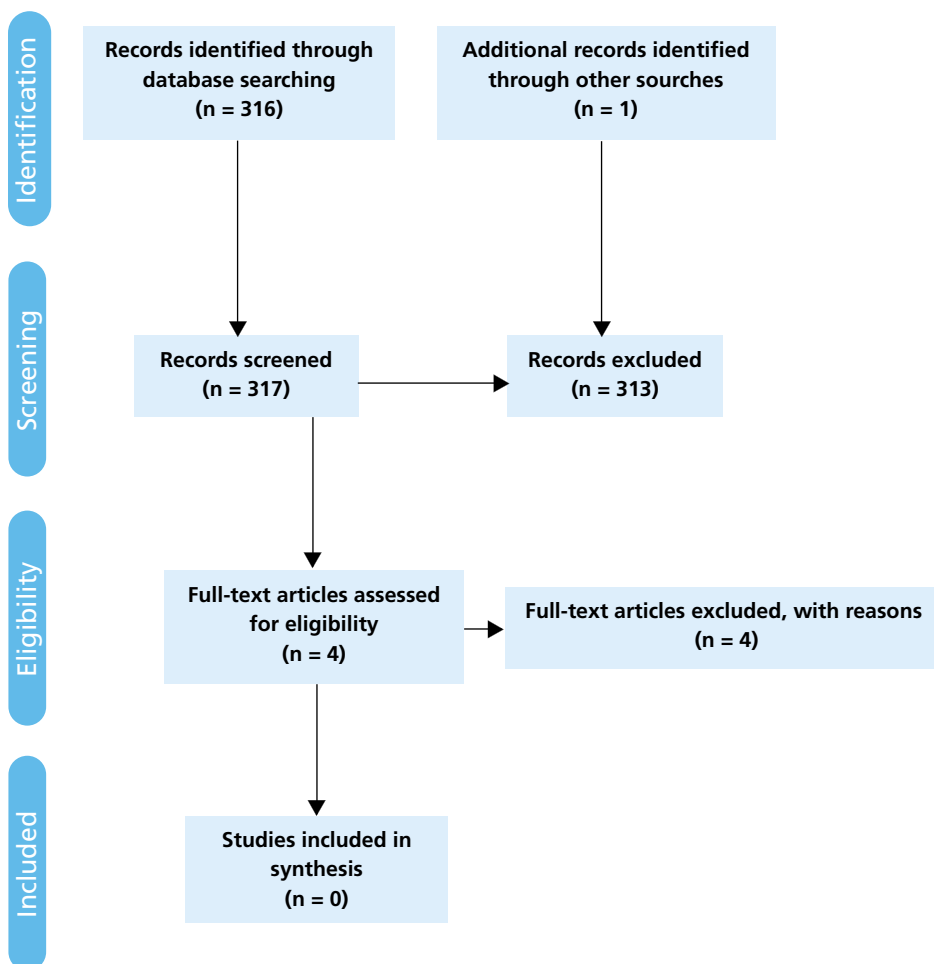 Identification
Records identified through
database searching
(n = 316)
Additional records identified
through other sourches
(n = 1)
Screening
Records screened
(n = 317)
Records excluded
(n = 313)
Eligibility
Full-text articles assessed
for eligibility
(n = 4)
Full-text articles excluded, with reasons
(n = 4)
Included
Studies included in
synthesis
(n = 0)